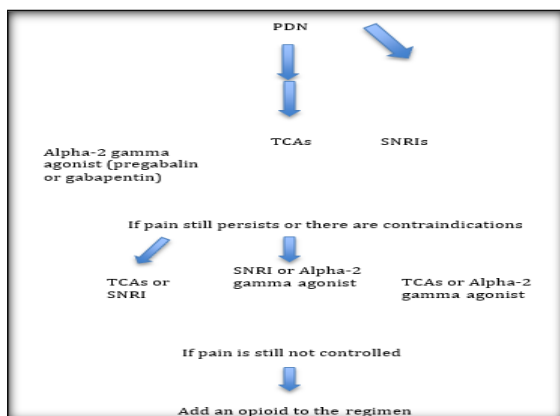 PDN
TCAs SNRIs
Alpha-2 gamma
agonist (pregabalin
or gabapentin)
If pain still persists or there are contraindications
TCAs or
SNRI
SNRI or Alpha-2
gamma agonist
TCAs or Alpha-2
gamma agonist
If pain is still not controlled
Add an opioid to the regimen